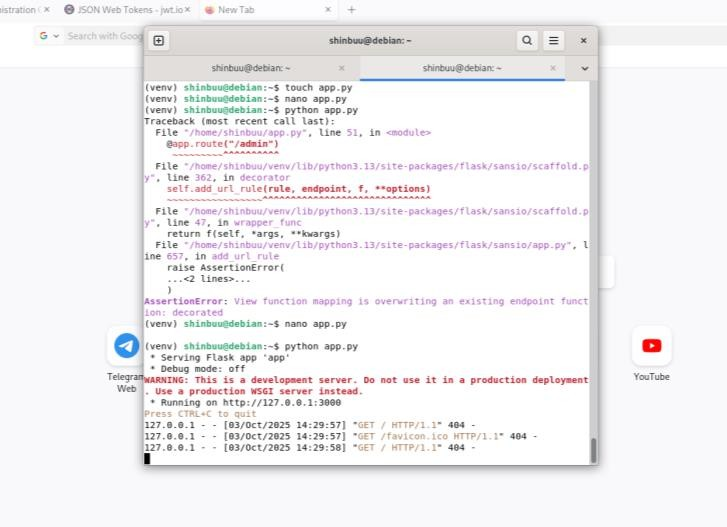 nistration C
JSON Web Tokens - jwt.io
New Tab
Search with Goog
shinbuu@debian: ~
shinbuu@debian: ~
shinbuu@debian: ~
(venv) shinbuu@debian:~$ touch app.py
(venv) shinbuu@debian:~$ nano app.py
(venv) shinbuu@debian:~$ python app.py
Traceback (most recent call last):
  File "/home/shinbuu/app.py", line 51, in <module>
    @app.route("/admin")
     ~~~~~~~~~^^^^^^^^^^
  File "/home/shinbuu/venv/lib/python3.13/site-packages/flask/sansio/scaffold.p
y", line 362, in decorator
    self.add_url_rule(rule, endpoint, f, **options)
    ~~~~~~~~~~~~~~~~~^^^^^^^^^^^^^^^^^^^^^^^^^^^^^^
  File "/home/shinbuu/venv/lib/python3.13/site-packages/flask/sansio/scaffold.p
y", line 47, in wrapper_func
    return f(self, *args, **kwargs)
  File "/home/shinbuu/venv/lib/python3.13/site-packages/flask/sansio/app.py", l
ine 657, in add_url_rule
    raise AssertionError(
    ...<2 lines>...
    )
AssertionError: View function mapping is overwriting an existing endpoint funct
ion: decorated
(venv) shinbuu@debian:~$ nano app.py
(venv) shinbuu@debian:~$ python app.py
 * Serving Flask app 'app'
 * Debug mode: off
WARNING: This is a development server. Do not use it in a production deployment
. Use a production WSGI server instead.
 * Running on http://127.0.0.1:3000
Press CTRL+C to quit
127.0.0.1 - - [03/Oct/2025 14:29:57] "GET / HTTP/1.1" 404 -
127.0.0.1 - - [03/Oct/2025 14:29:57] "GET /favicon.ico HTTP/1.1" 404 -
127.0.0.1 - - [03/Oct/2025 14:29:58] "GET / HTTP/1.1" 404 -
Telegram
Web
YouTube